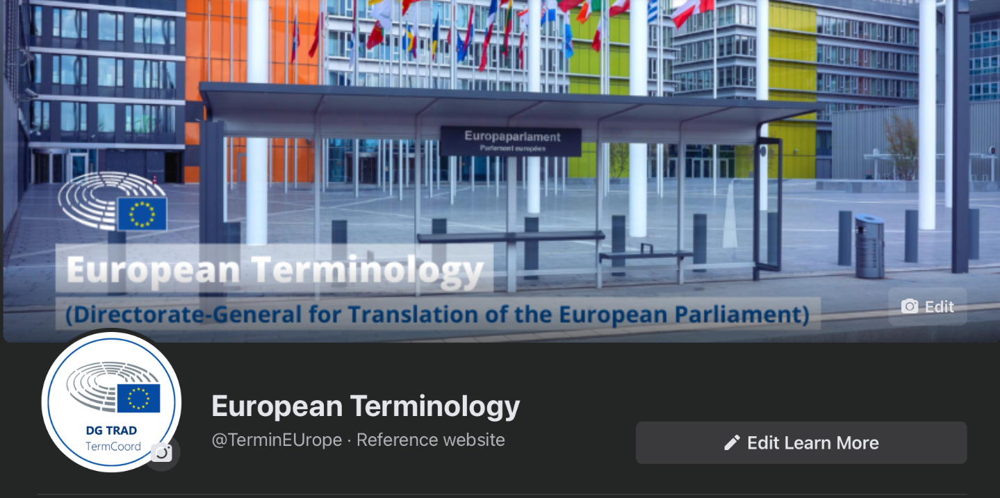 Europaparlament
Parlement européen
European Terminology
(Directorate-General for Translation of the European Parliament)
Edit
DG TRAD
TermCoord
European Terminology
@TerminEUrope · Reference website
Edit Learn More